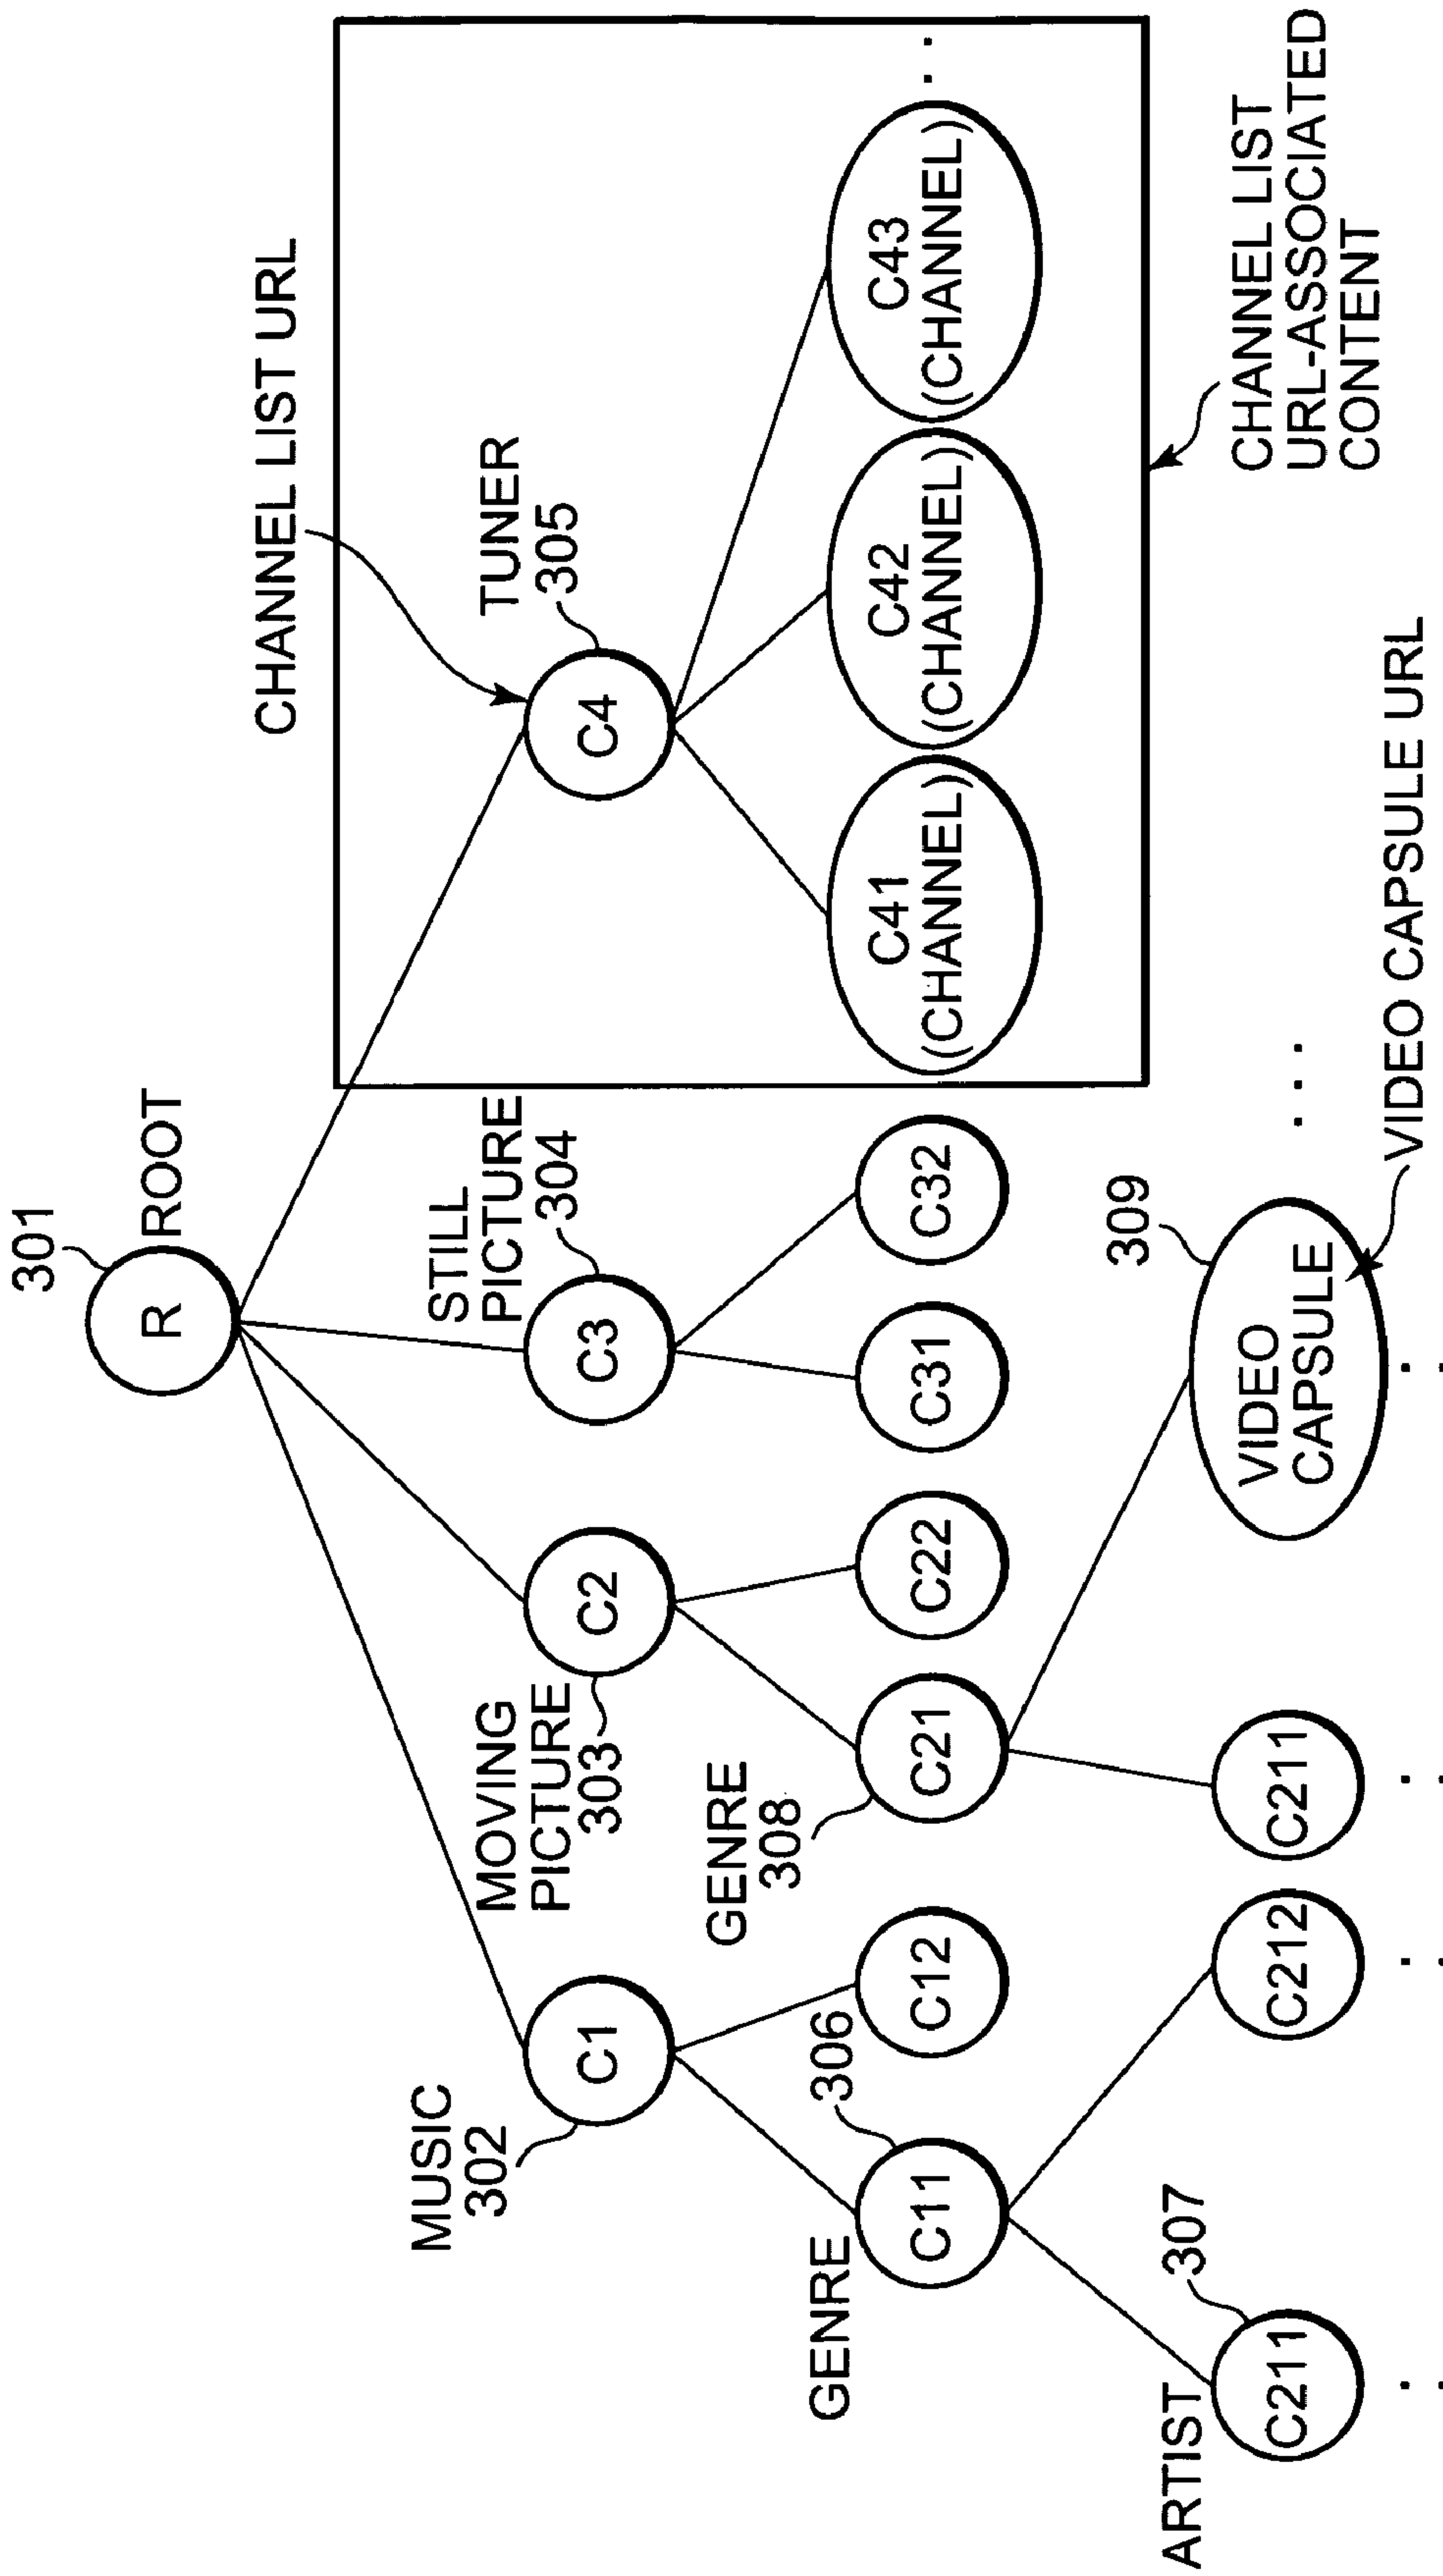 301
R
ROOT
CHANNEL LIST URL
MUSIC
302
C1
MOVING
PICTURE
303
C2
STILL
PICTURE
304
C3
TUNER
305
C4
GENRE
306
C11
C12
GENRE
308
C21
C22
C31
C32
C41
(CHANNEL)
C42
(CHANNEL)
C43
(CHANNEL)
. .
ARTIST
307
C211
C212
C211
309
VIDEO
CAPSULE
. . .
CHANNEL LIST
URL-ASSOCIATED
CONTENT
VIDEO CAPSULE URL